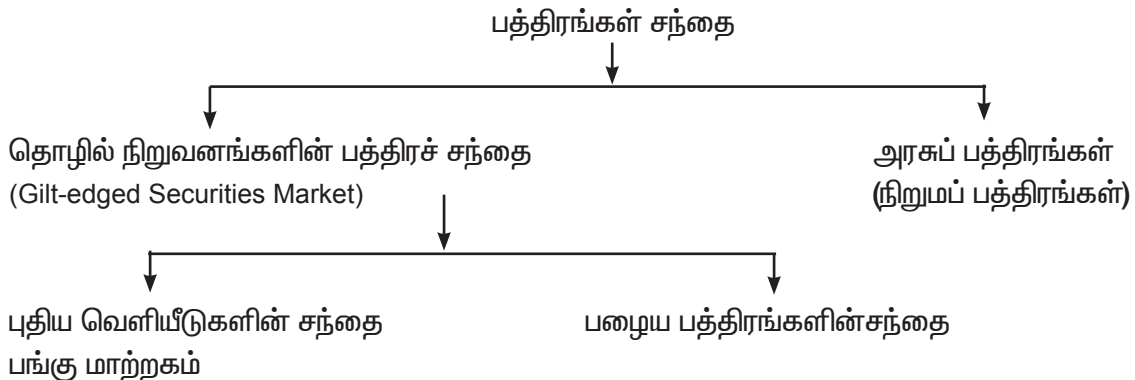 பத்திரங்கள் சந்தை
தொழில் நிறுவனங்களின் பத்திரச் சந்தை
(Gilt-edged Securities Market)
அரசுப் பத்திரங்கள்
(நிறுமப் பத்திரங்கள்)
புதிய வெளியீடுகளின் சந்தை
பங்கு மாற்றகம்
பழைய பத்திரங்களின்சந்தை